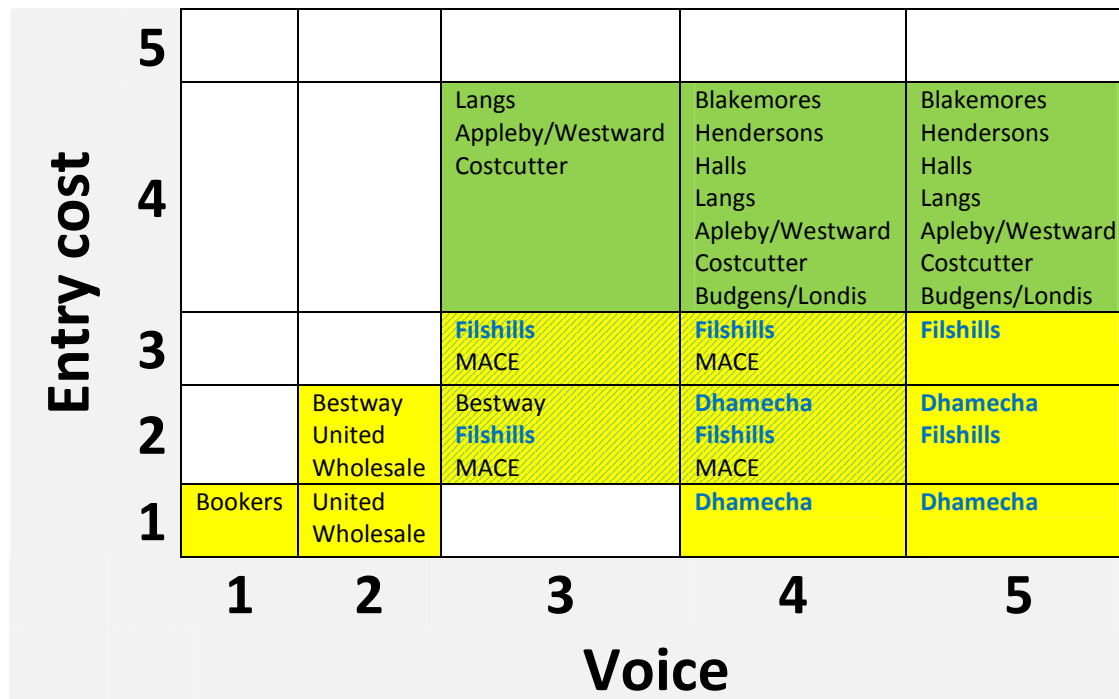 Entry cost
5
4
Langs
Appleby/Westward
Costcutter
Blakemores
Hendersons
Halls
Langs
Apleby/Westward
Costcutter
Budgens/Londis
Blakemores
Hendersons
Halls
Langs
Apleby/Westward
Costcutter
Budgens/Londis
3
Filshills
MACE
Filshills
MACE
Filshills
2
Bestway
United
Wholesale
Bestway
Filshills
MACE
Dhamecha
Filshills
MACE
Dhamecha
Filshills
1
Bookers
United
Wholesale
Dhamecha
Dhamecha
1 2 3 4 5
Voice